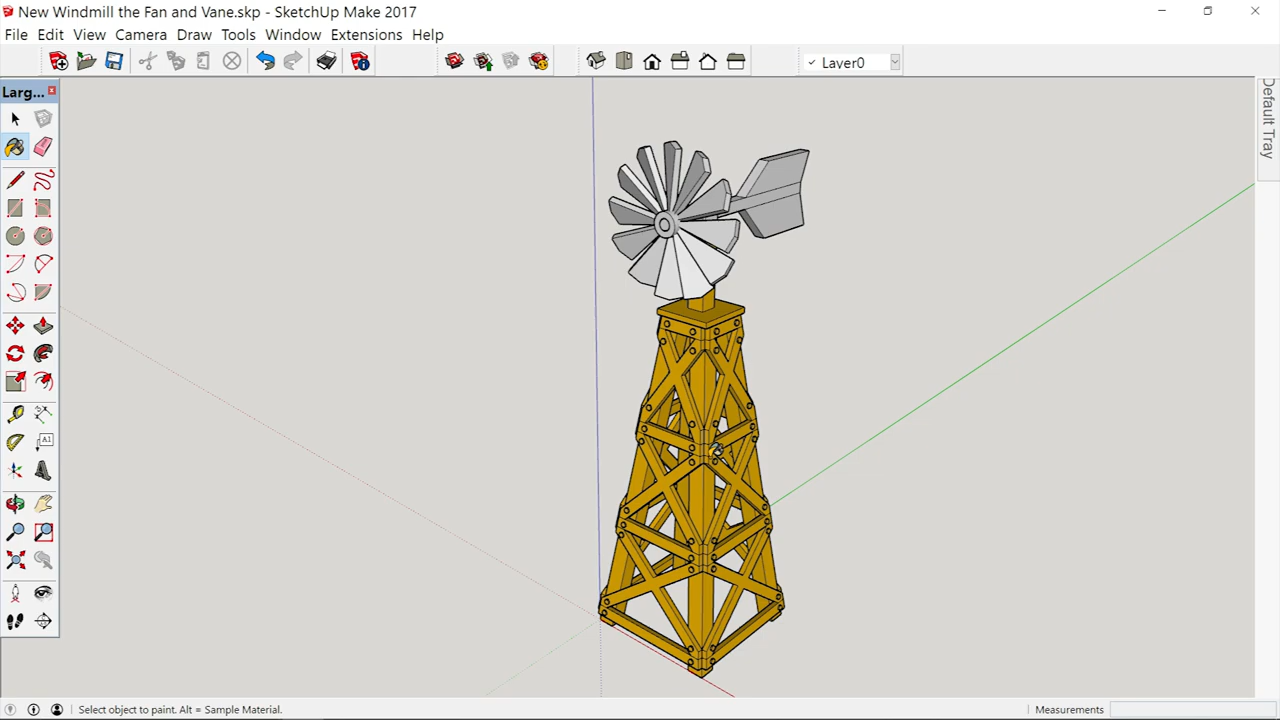 New Windmill the Fan and Vane.skp - SketchUp Make 2017
File Edit View Camera Draw Tools Window Extensions Help
✓ Layer0
Larg...
Default Tray
A1
Select object to paint. Alt = Sample Material.
Measurements